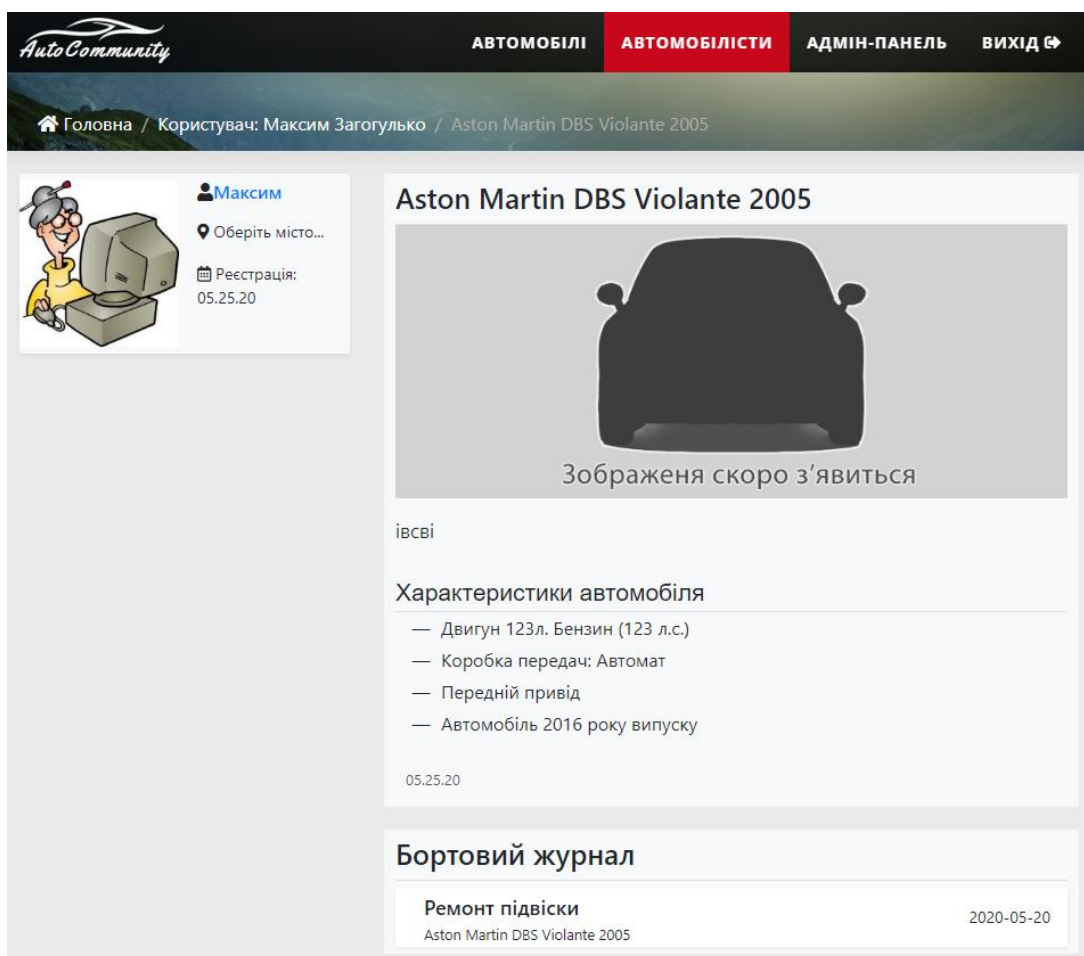 AutoCommunity
АВТОМОБІЛІ
АВТОМОБІЛІСТИ
АДМІН-ПАНЕЛЬ
ВИХІД
Головна / Користувач: Максим Загогулько / Aston Martin DBS Violante 2005
Максим
Оберіть місто...
Реєстрація:
05.25.20
Aston Martin DBS Violante 2005
Зображеня скоро з'явиться
івсві
Характеристики автомобіля
— Двигун 123л. Бензин (123 л.с.)
— Коробка передач: Автомат
— Передній привід
— Автомобіль 2016 року випуску
05.25.20
Бортовий журнал
Ремонт підвіски
2020-05-20
Aston Martin DBS Violante 2005